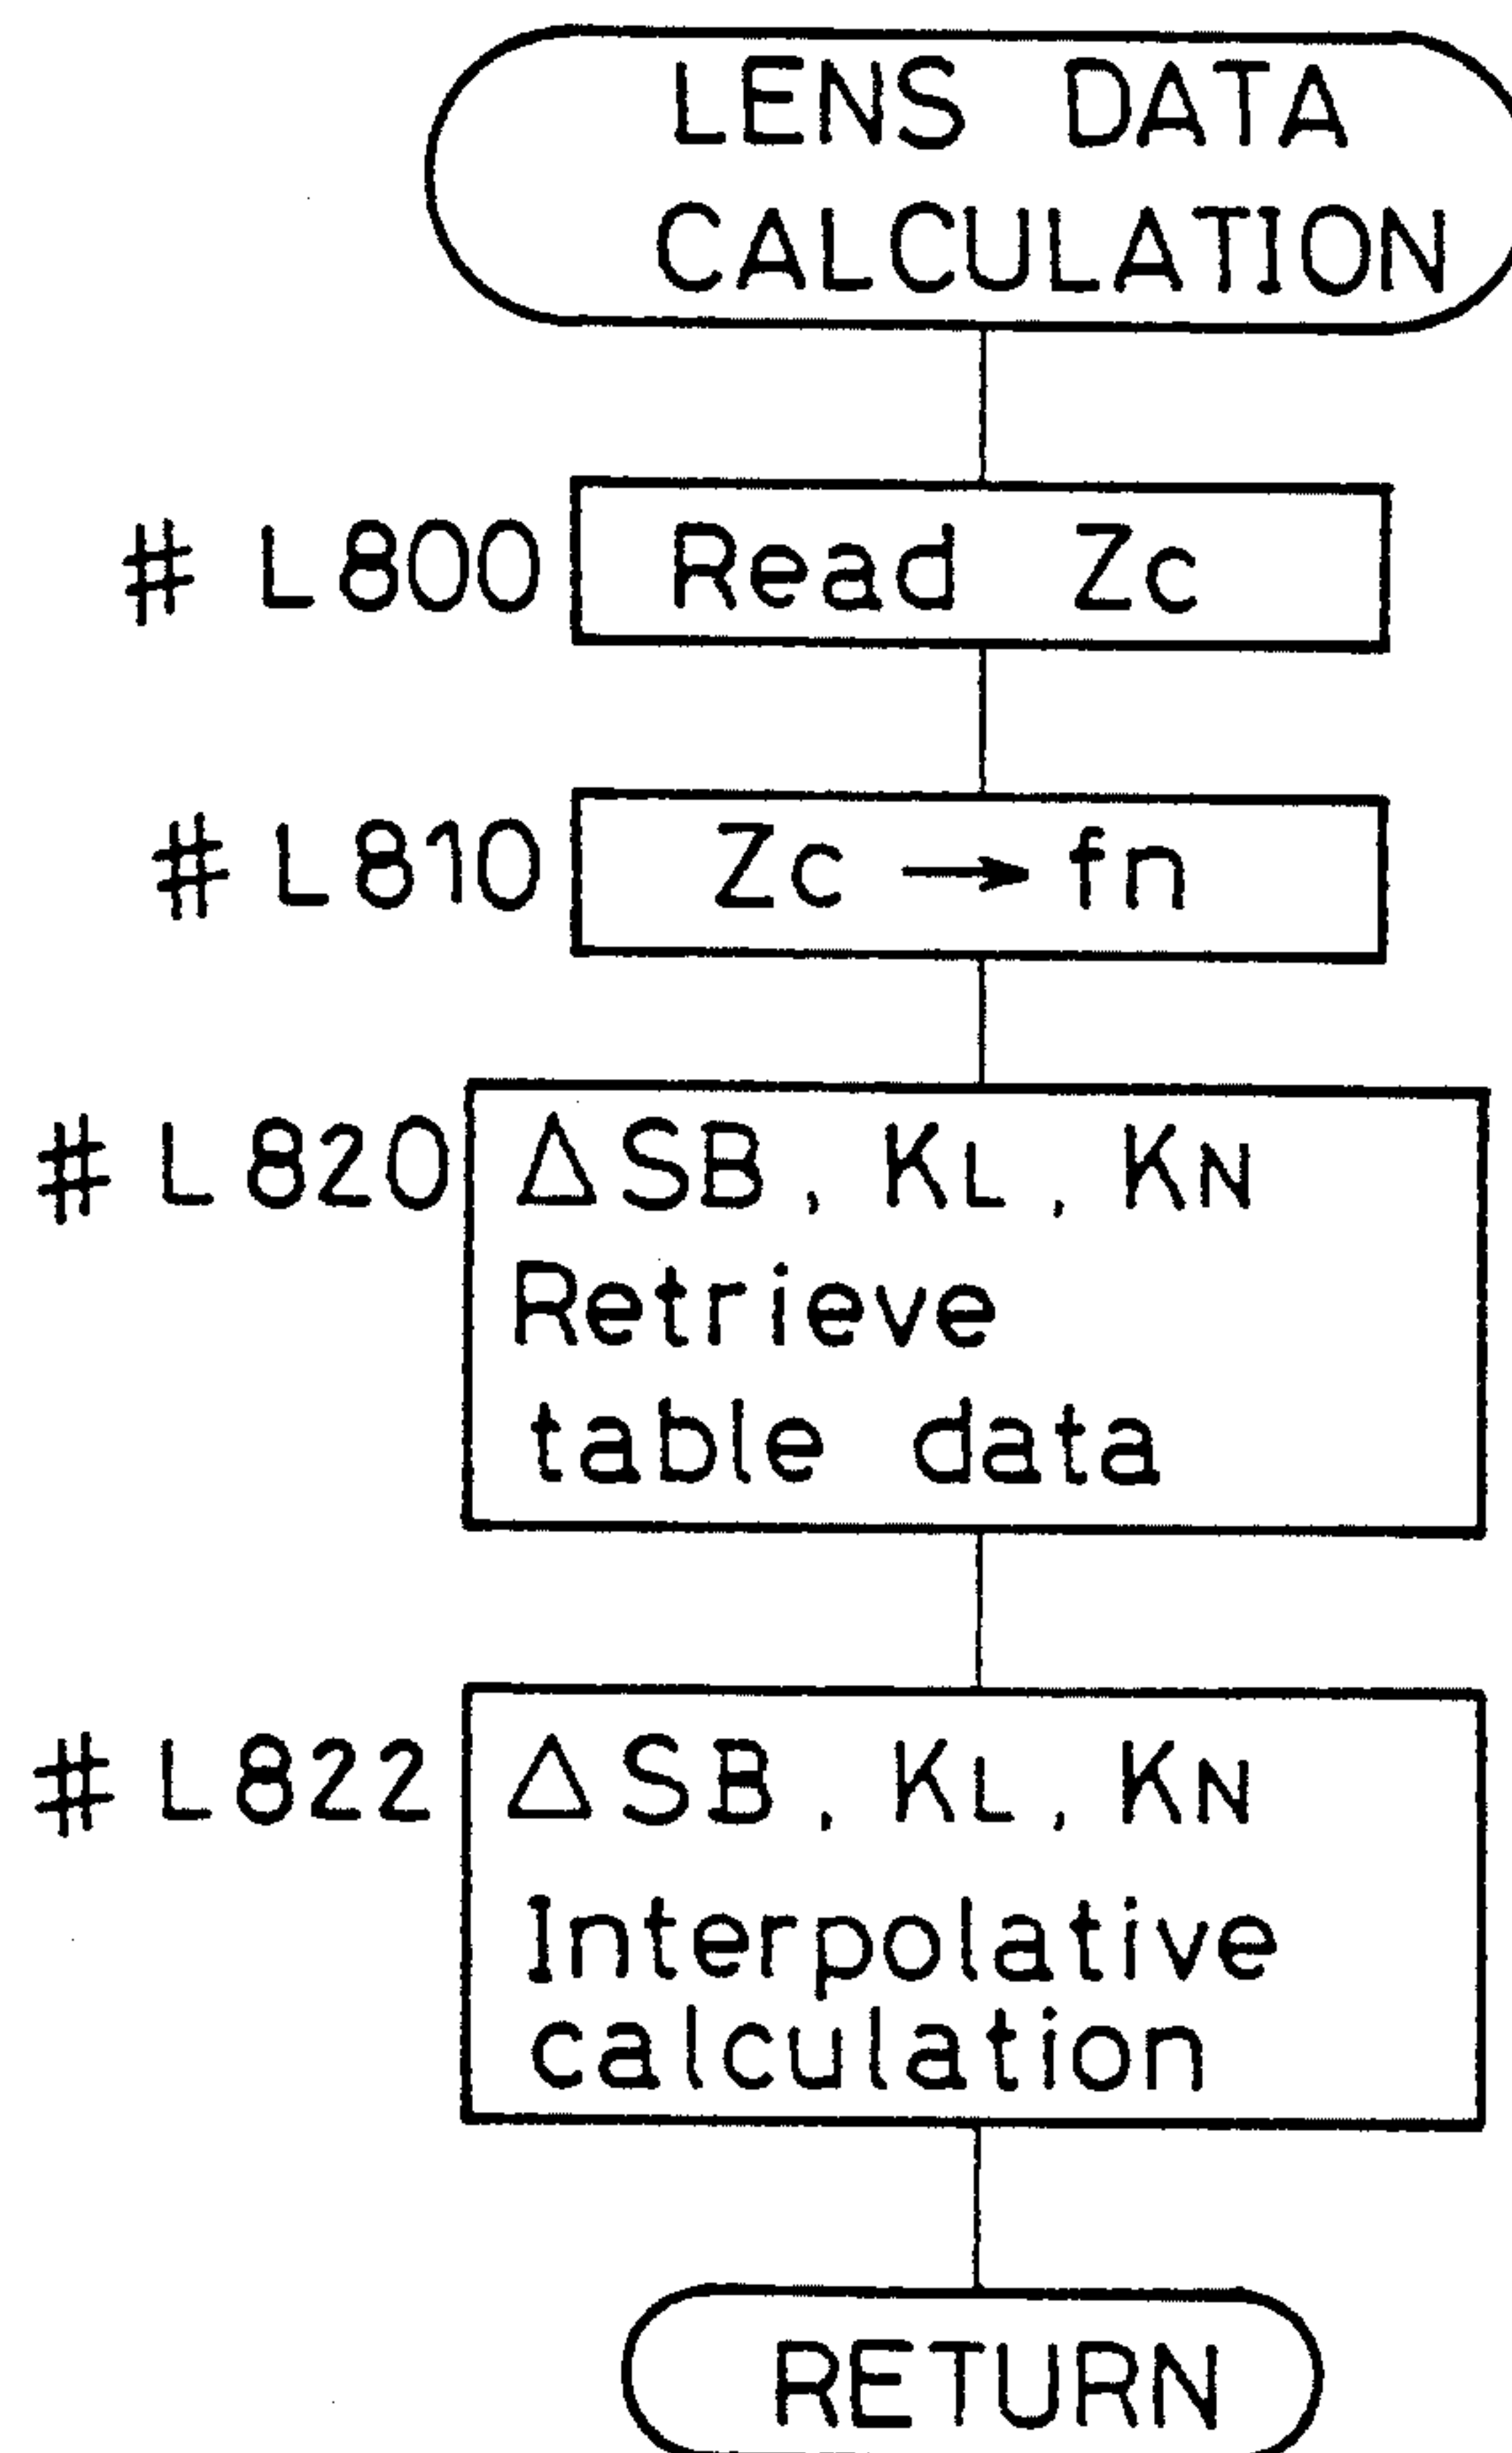 LENS DATA
CALCULATION
# L800 Read Zc
# L810 Zc → fn
# L820 ΔSB, KL, KN
Retrieve
table data
# L822 ΔSB, KL, KN
Interpolative
calculation
RETURN